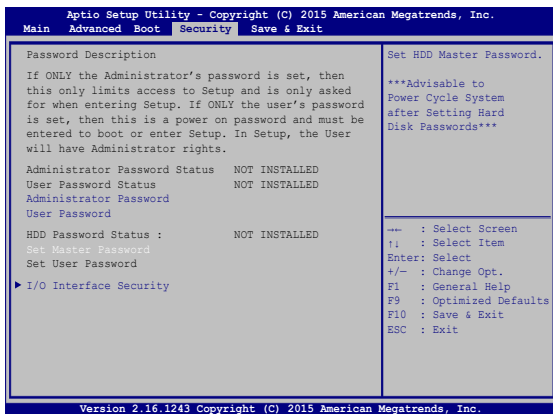 Aptio Setup Utility - Copyright (C) 2015 American Megatrends, Inc.
Main Advanced Boot Security Save & Exit
Password Description
If ONLY the Administrator's password is set, then
this only limits access to Setup and is only asked
for when entering Setup. If ONLY the user's password
is set, then this is a power on password and must be
entered to boot or enter Setup. In Setup, the User
will have Administrator rights.
Administrator Password Status NOT INSTALLED
User Password Status NOT INSTALLED
Administrator Password
User Password
HDD Password Status : NOT INSTALLED
Set Master Password
Set User Password
I/O Interface Security
Set HDD Master Password.
***Advisable to
Power Cycle System
after Setting Hard
Disk Passwords***
→← : Select Screen
↑↓ : Select Item
Enter: Select
+/— : Change Opt.
F1 : General Help
F9 : Optimized Defaults
F10 : Save & Exit
ESC : Exit
Version 2.16.1243 Copyright (C) 2015 American Megatrends, Inc.